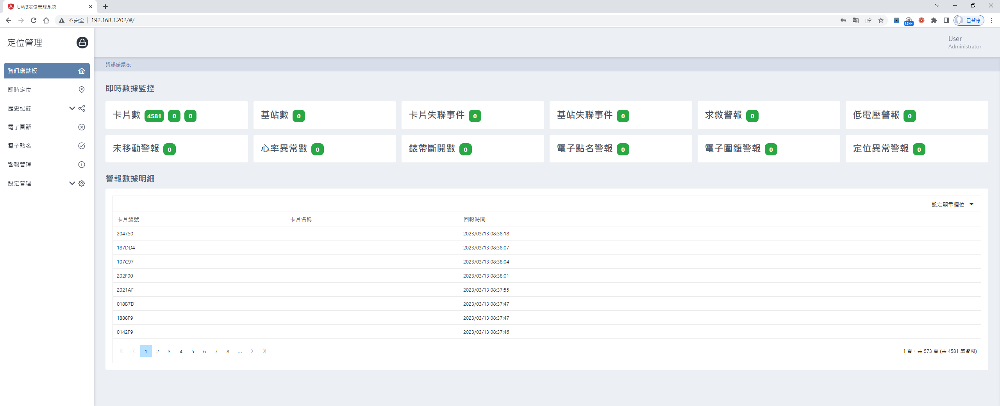 UWB定位管理系統
不安全 192.168.1.202/#/
OFF
已暫停
定位管理
User
Administrator
資訊儀錶板
即時定位
歷史紀錄
電子圍籬
電子點名
警報管理
設定管理
資訊儀錶板
即時數據監控
卡片數 4581 0 0
基站數 0
卡片失聯事件 0
基站失聯事件 0
求救警報 0
低電壓警報 0
未移動警報 0
心率異常數 0
錶帶斷開數 0
電子點名警報 0
電子圍籬警報 0
定位異常警報 0
警報數據明細
設定顯示欄位
卡片編號 卡片名稱 回報時間
204750 2023/03/13 08:38:18
187DD4 2023/03/13 08:38:07
107C97 2023/03/13 08:38:04
202F00 2023/03/13 08:38:01
2021AF 2023/03/13 08:37:55
018B7D 2023/03/13 08:37:47
1888F9 2023/03/13 08:37:47
0142F9 2023/03/13 08:37:46
1 2 3 4 5 6 7 8 ...
1 頁，共 573 頁 (共 4581 筆資料)